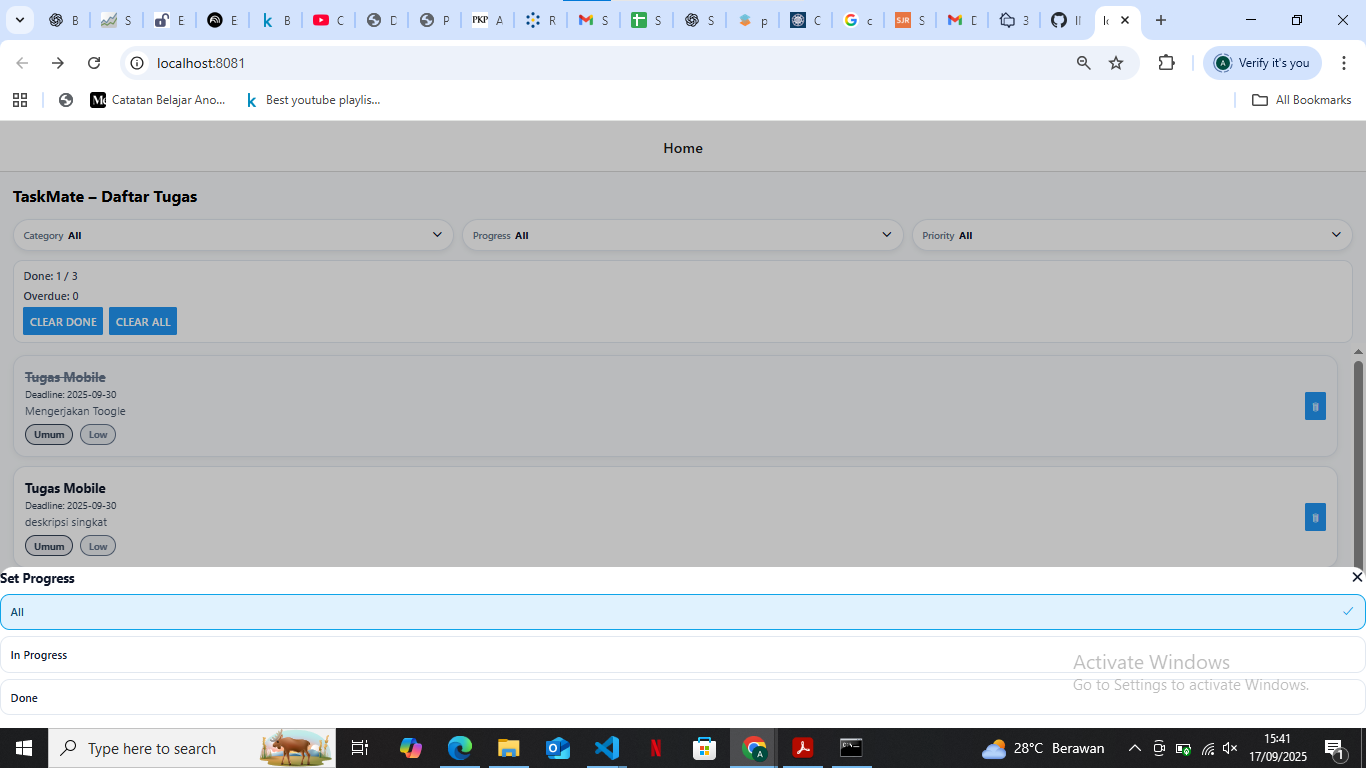 B
S
E
E
B
C
D
P
PKP A
R
S
S
S
p
C
c
SJR S
D
3
localhost:8081
Verify it's you
Catatan Belajar Ano...
Best youtube playlis...
All Bookmarks
Home
TaskMate – Daftar Tugas
Category All
Progress All
Priority All
Done: 1 / 3
Overdue: 0
CLEAR DONE CLEAR ALL
Tugas Mobile
Deadline: 2025-09-30
Mengerjakan Toogle
Umum Low
Tugas Mobile
Deadline: 2025-09-30
deskripsi singkat
Umum Low
Set Progress
All
In Progress
Done
Activate Windows
Go to Settings to activate Windows.
Type here to search
28°C Berawan
15:41
17/09/2025
1